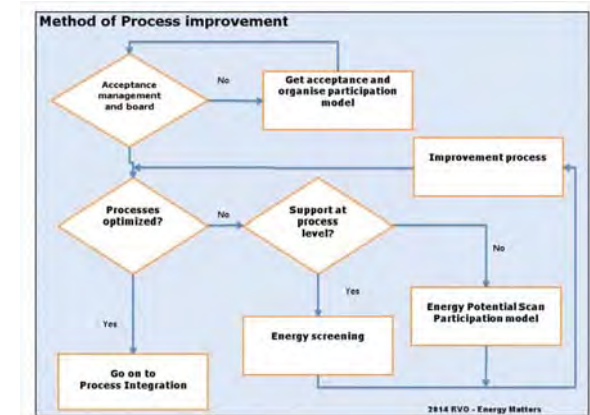 Method of Process improvement
Acceptance
management
and board
No
Get acceptance and
organise participation
model
Improvement process
Processes
optimized?
No
Support at
process
level?
No
Yes
Yes
Energy screening
Energy Potential Scan
Participation model
Go on to
Process Integration
2014 RVO - Energy Matters